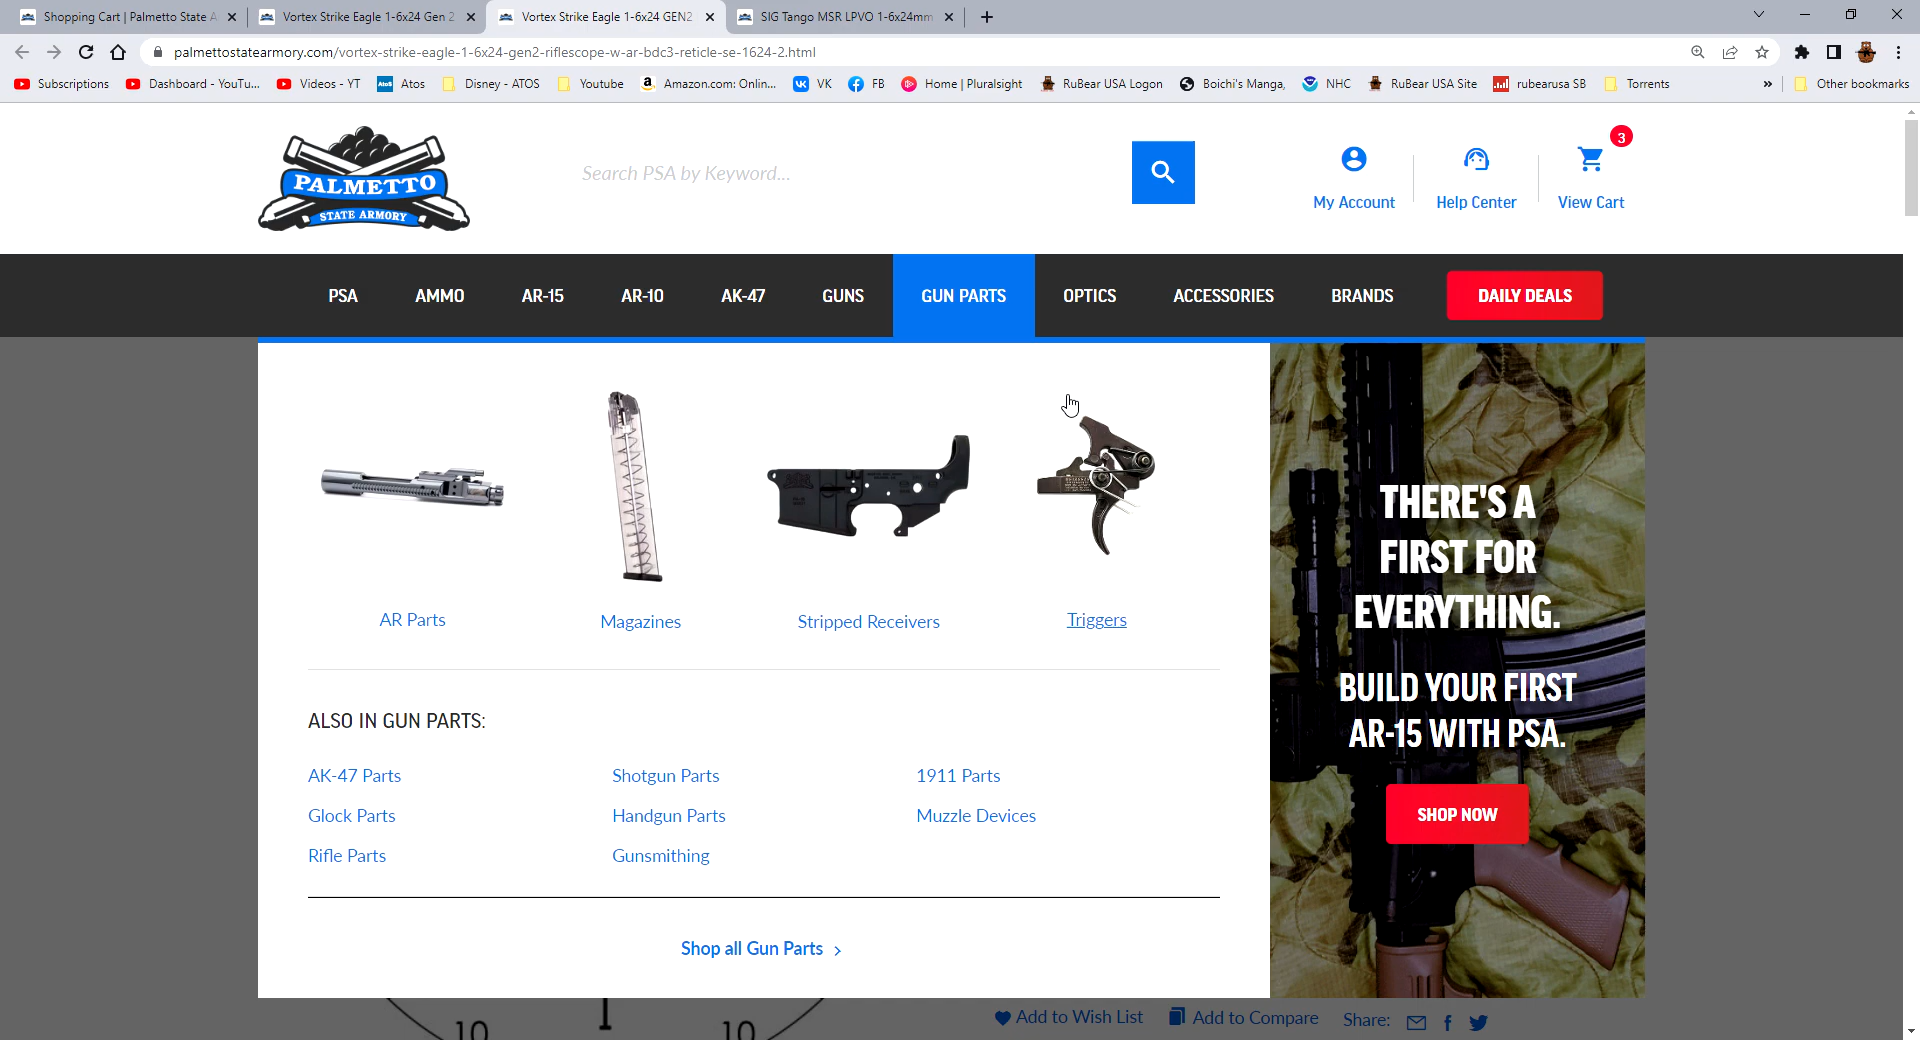 Shopping Cart | Palmetto State A
Vortex Strike Eagle 1-6x24 Gen 2
Vortex Strike Eagle 1-6x24 GEN2
SIG Tango MSR LPVO 1-6x24mm
palmettostatearmory.com/vortex-strike-eagle-1-6x24-gen2-riflescope-w-ar-bdc3-reticle-se-1624-2.html
Subscriptions
Dashboard - YouTu...
Videos - YT
Atos
Disney - ATOS
Youtube
Amazon.com: Onlin...
VK
FB
Home | Pluralsight
RuBear USA Logon
Boichi's Manga,
NHC
RuBear USA Site
rubearusa SB
Torrents
»
Other bookmarks
PALMETTO
STATE ARMORY
Search PSA by Keyword...
My Account
Help Center
3
View Cart
PSA
AMMO
AR-15
AR-10
AK-47
GUNS
GUN PARTS
OPTICS
ACCESSORIES
BRANDS
DAILY DEALS
AR Parts
Magazines
Stripped Receivers
Triggers
ALSO IN GUN PARTS:
AK-47 Parts
Shotgun Parts
1911 Parts
Glock Parts
Handgun Parts
Muzzle Devices
Rifle Parts
Gunsmithing
Shop all Gun Parts >
THERE'S A
FIRST FOR
EVERYTHING.
BUILD YOUR FIRST
AR-15 WITH PSA.
SHOP NOW
10
10
Add to Wish List
Add to Compare
Share: